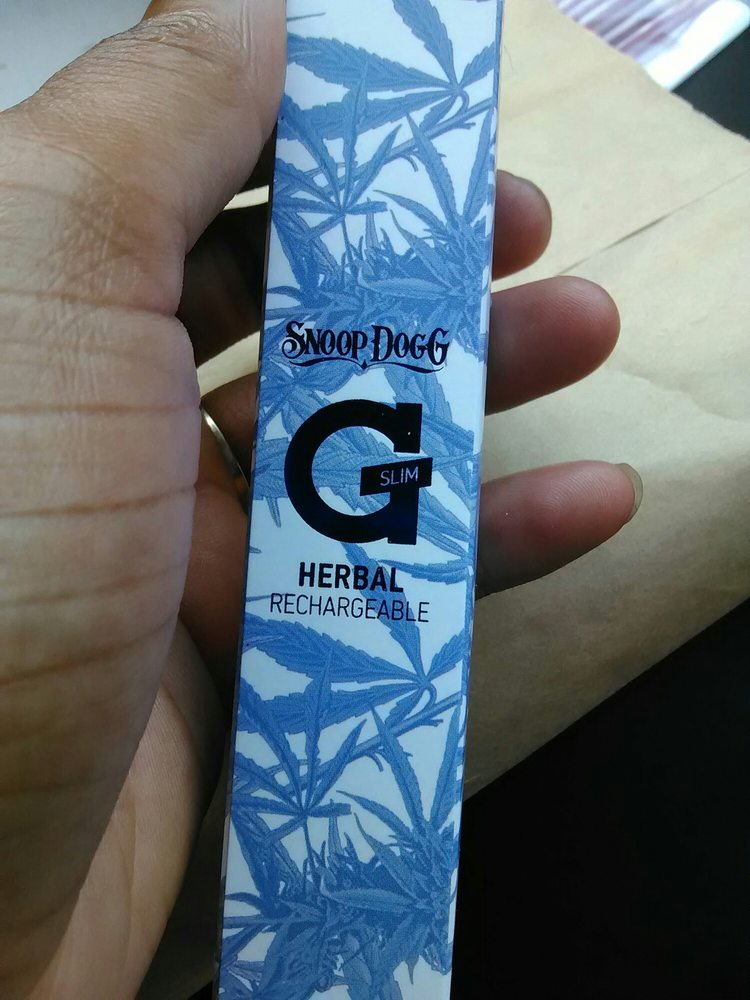 SNOOP DOGG
G
SLIM
HERBAL
RECHARGEABLE